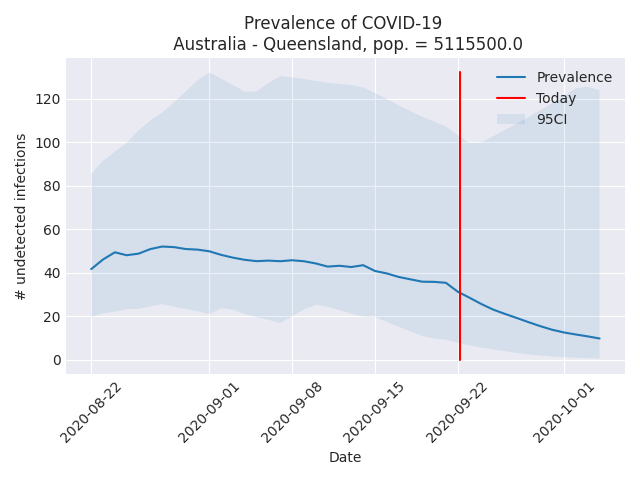 Prevalence of COVID-19
Australia - Queensland, pop. = 5115500.0
Prevalence
Today
95CI
# undetected infections
120
100
80
60
40
20
0
2020-08-22
2020-09-01
2020-09-08
2020-09-15
2020-09-22
2020-10-01
Date